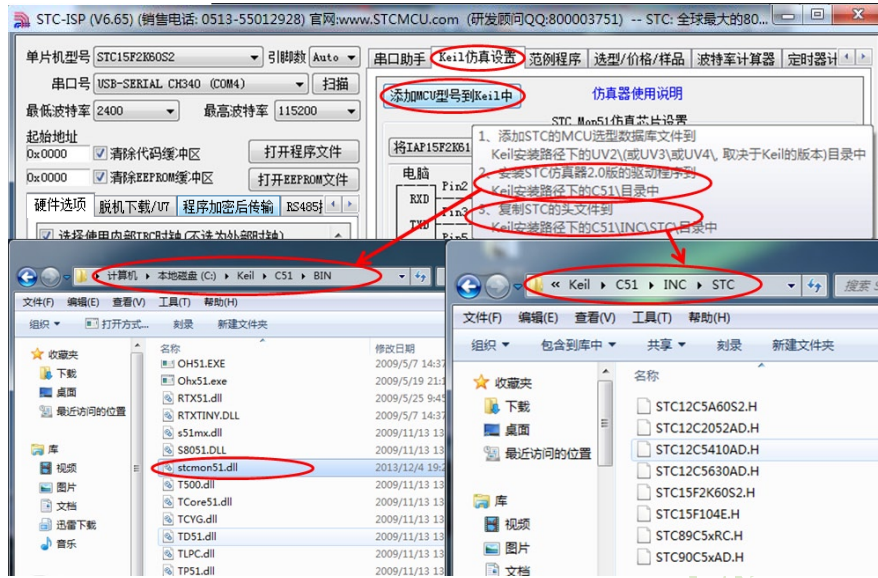 STC-ISP (V6.65) (销售电话: 0513-55012928) 官网:www.STCMCU.com (研发顾问QQ:800003751) -- STC: 全球最大的80...
单片机型号 STC15F2K60S2 引脚数 Auto
串口号 USB-SERIAL CH340 (COM4) 扫描
最低波特率 2400 最高波特率 115200
起始地址
0x0000 清除代码缓冲区 打开程序文件
0x0000 清除EEPROM缓冲区 打开EEPROM文件
硬件选项 脱机下载/U7 程序加密后传输 RS485
选择使用内部IRC时钟(不选为外部时钟)
串口助手 Keil仿真设置 范例程序 选型/价格/样品 波特率计算器 定时器计
添加MCU型号到Keil中 仿真器使用说明
STC Mon51仿真芯片设置
将IAP15F2K61
电脑
RXD
TXD
Pin2
Pin3
Pin5
1、添加STC的MCU选型数据库文件到
Keil安装路径下的UV2\(或UV3\或UV4\, 取决于Keil的版本)目录中
2、安装STC仿真器2.0版的驱动程序到
Keil安装路径下的C51\目录中
3、复制STC的头文件到
Keil安装路径下的C51\INC\STC\目录中
计算机 本地磁盘 (C:) Keil C51 BIN
文件(F) 编辑(E) 查看(V) 工具(T) 帮助(H)
组织 打开方式... 刻录 新建文件夹
收藏夹
下载
桌面
最近访问的位置
库
视频
图片
文档
迅雷下载
音乐
名称 修改日期
OH51.EXE 2009/5/7 14:37
Ohx51.exe 2009/5/19 21:1
RTX51.dll 2009/5/25 9:45
RTXTINY.DLL 2009/5/7 14:37
s51mx.dll 2009/11/13 13
S8051.DLL 2009/11/13 13
stcmon51.dll 2013/12/4 19:2
T500.dll 2009/11/13 13
TCore51.dll 2009/11/13 13
TCYG.dll 2009/11/13 13
TD51.dll 2009/11/13 13
TLPC.dll 2009/11/13 13
TP51.dll 2009/11/13 13
« Keil C51 INC STC 搜索 S
文件(F) 编辑(E) 查看(V) 工具(T) 帮助(H)
组织 包含到库中 共享 刻录 新建文件夹
收藏夹
下载
桌面
最近访问的位置
库
视频
图片
文档
名称
STC12C5A60S2.H
STC12C2052AD.H
STC12C5410AD.H
STC12C5630AD.H
STC15F2K60S2.H
STC15F104E.H
STC89C5xRC.H
STC90C5xAD.H